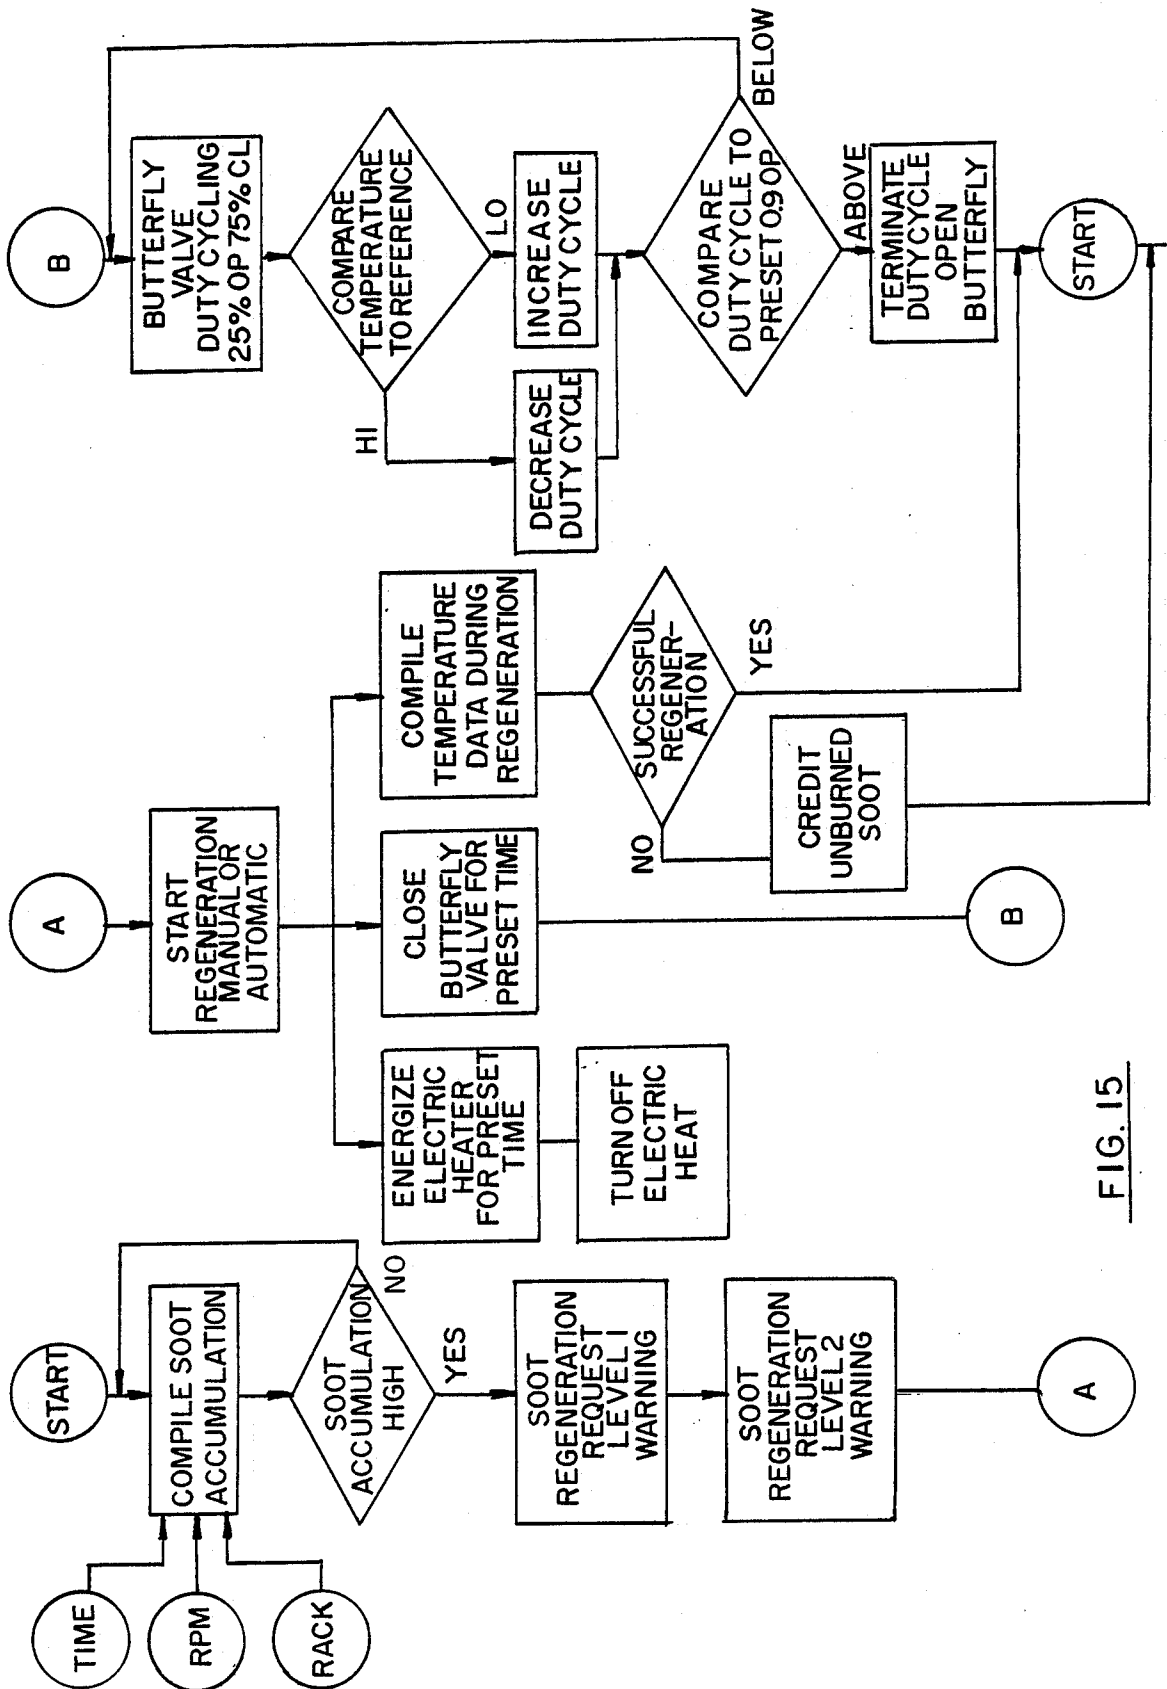 START
TIME
RPM
RACK
COMPILE SOOT
ACCUMULATION
SOOT
ACCUMULATION
HIGH
NO
YES
SOOT
REGENERATION
REQUEST
LEVEL 1
WARNING
SOOT
REGENERATION
REQUEST
LEVEL 2
WARNING
A
A
START
REGENERATION
MANUAL OR
AUTOMATIC
ENERGIZE
ELECTRIC
HEATER
FOR PRESET
TIME
TURN OFF
ELECTRIC
HEAT
CLOSE
BUTTERFLY
VALVE FOR
PRESET TIME
B
COMPILE
TEMPERATURE
DATA DURING
REGENERATION
SUCCESSFUL
REGENER-
ATION
NO
YES
CREDIT
UNBURNED
SOOT
B
BUTTERFLY
VALVE
DUTY CYCLING
25% OP 75% CL
COMPARE
TEMPERATURE
TO REFERENCE
HI
LO
DECREASE
DUTY CYCLE
INCREASE
DUTY CYCLE
COMPARE
DUTY CYCLE TO
PRESET 0.9 OP
BELOW
ABOVE
TERMINATE
DUTY CYCLE
OPEN
BUTTERFLY
START
FIG. 15